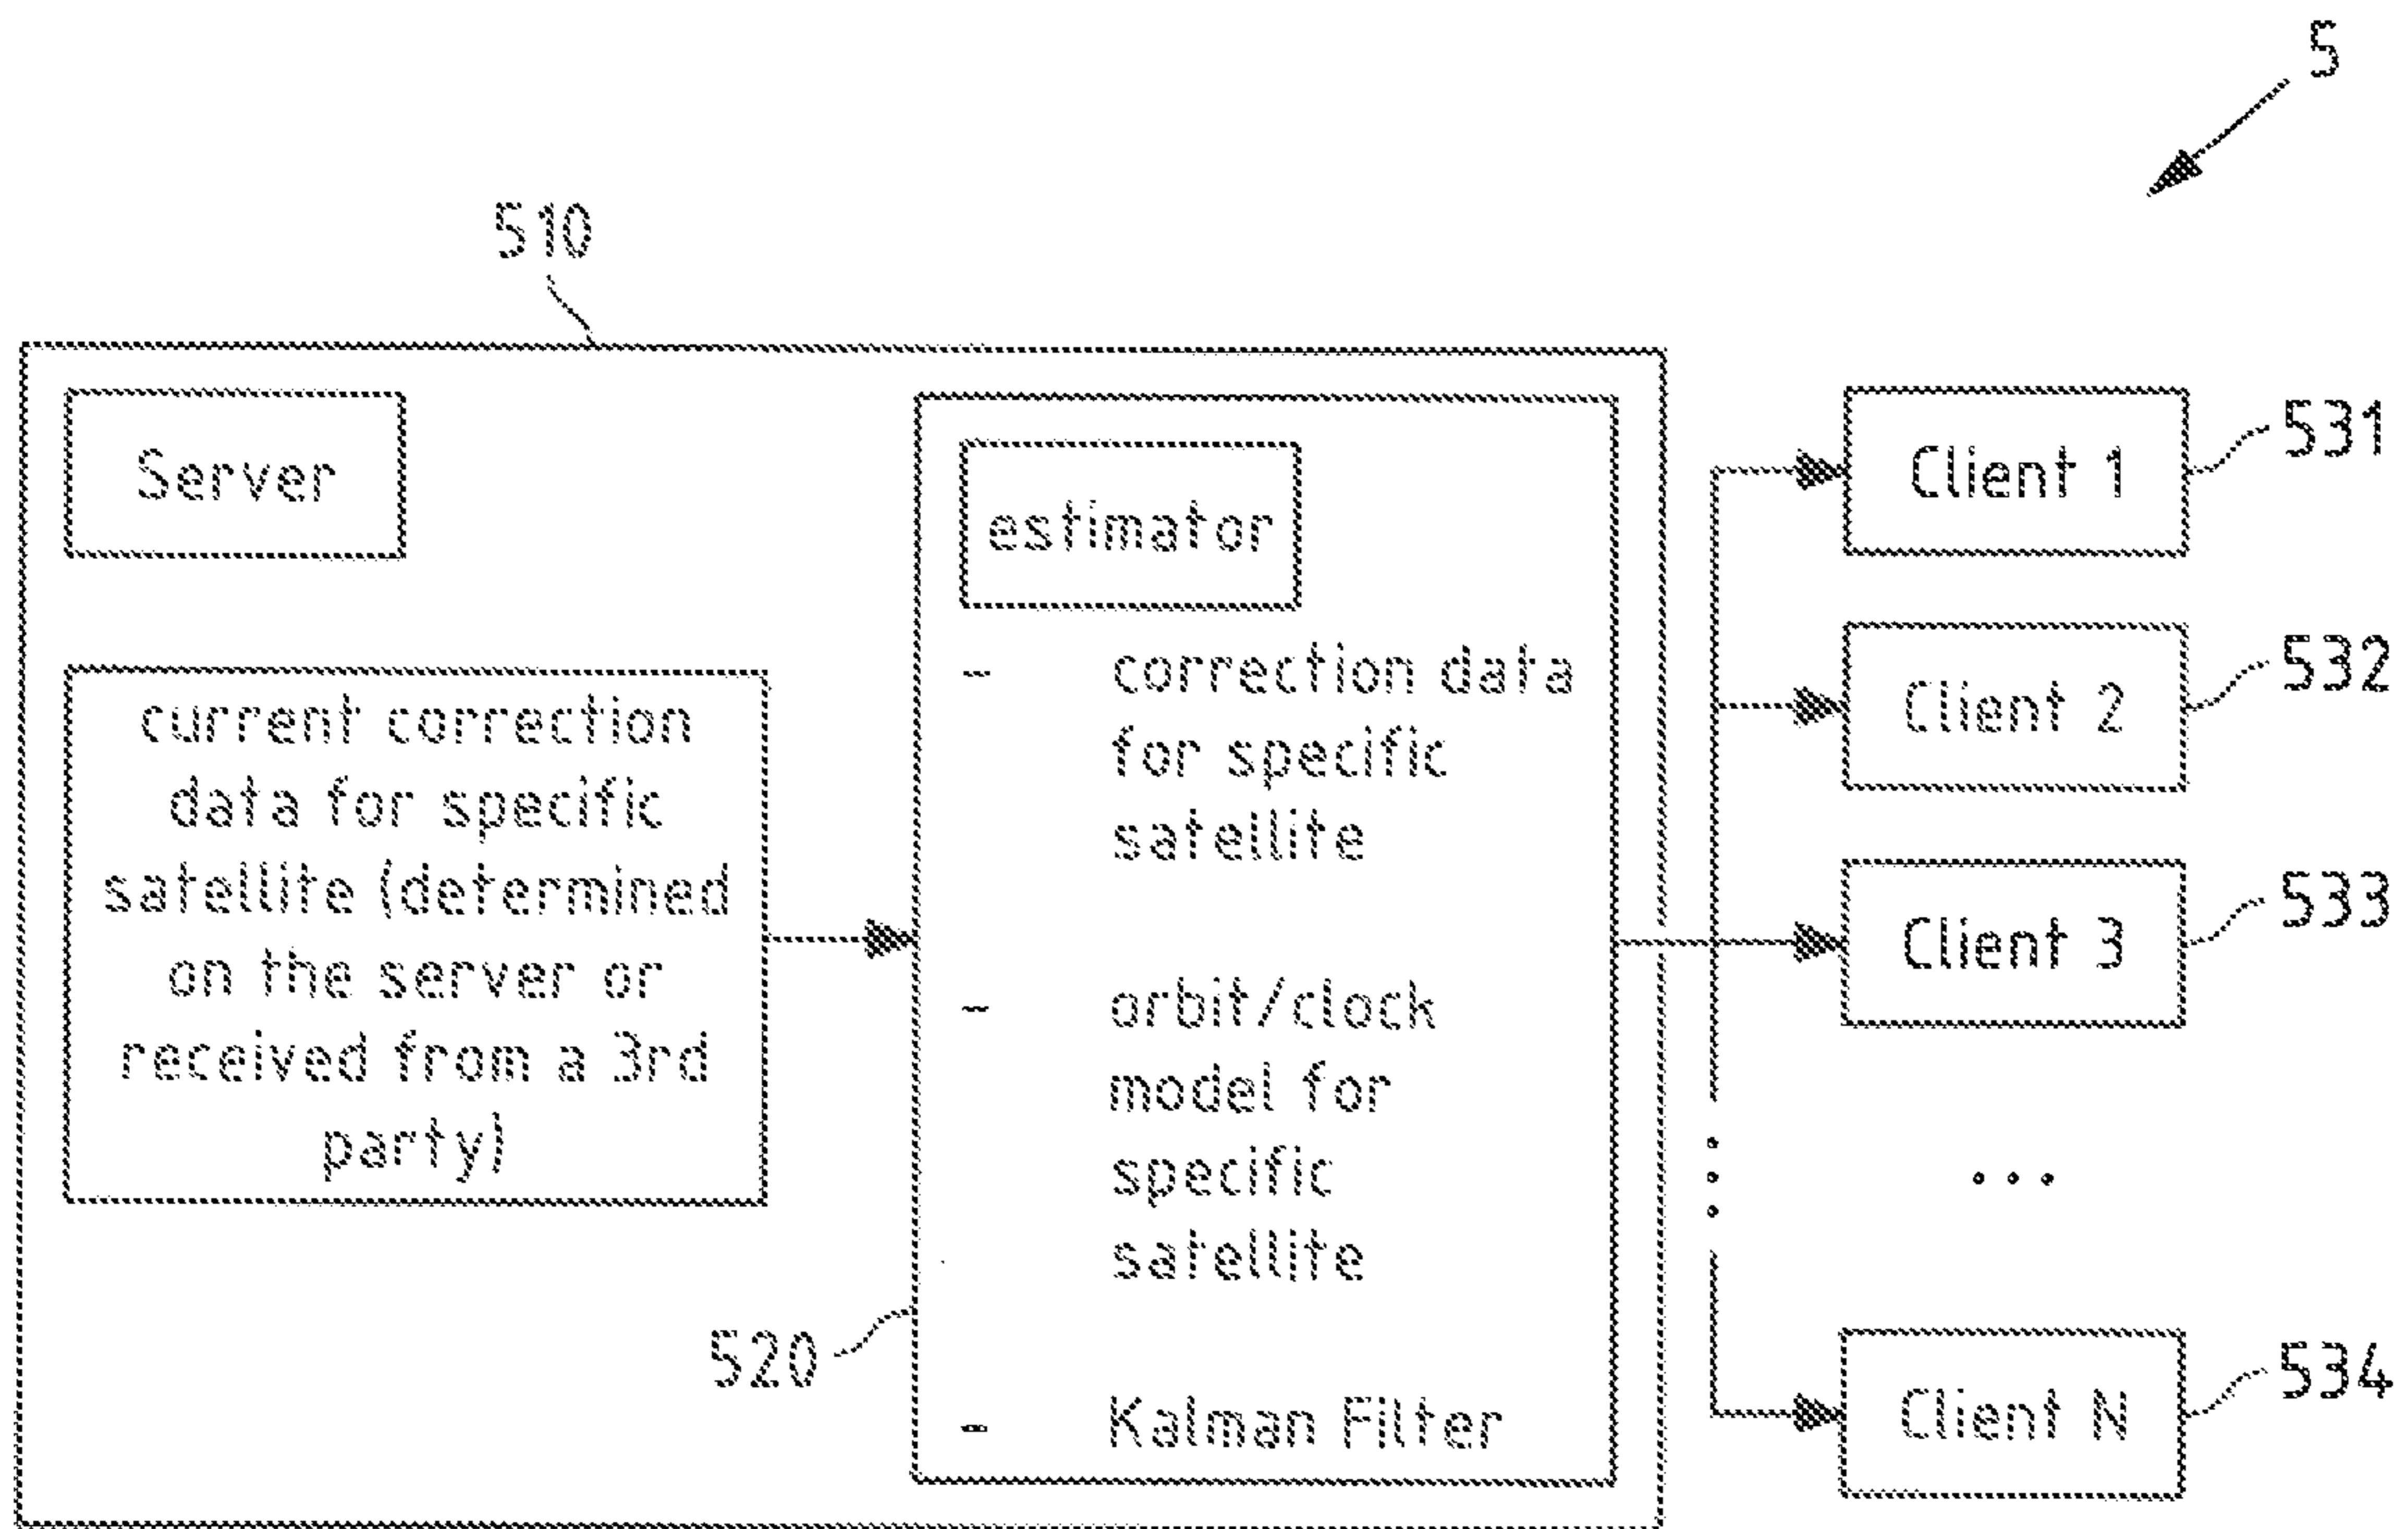 5
510
Server
current correction
data for specific
satellite (determined
on the server or
received from a 3rd
party)
estimator
- correction data
for specific
satellite
- orbit/clock
model for
specific
satellite
- Kalman Filter
520
Client 1
531
Client 2
532
Client 3
533
...
Client N
534